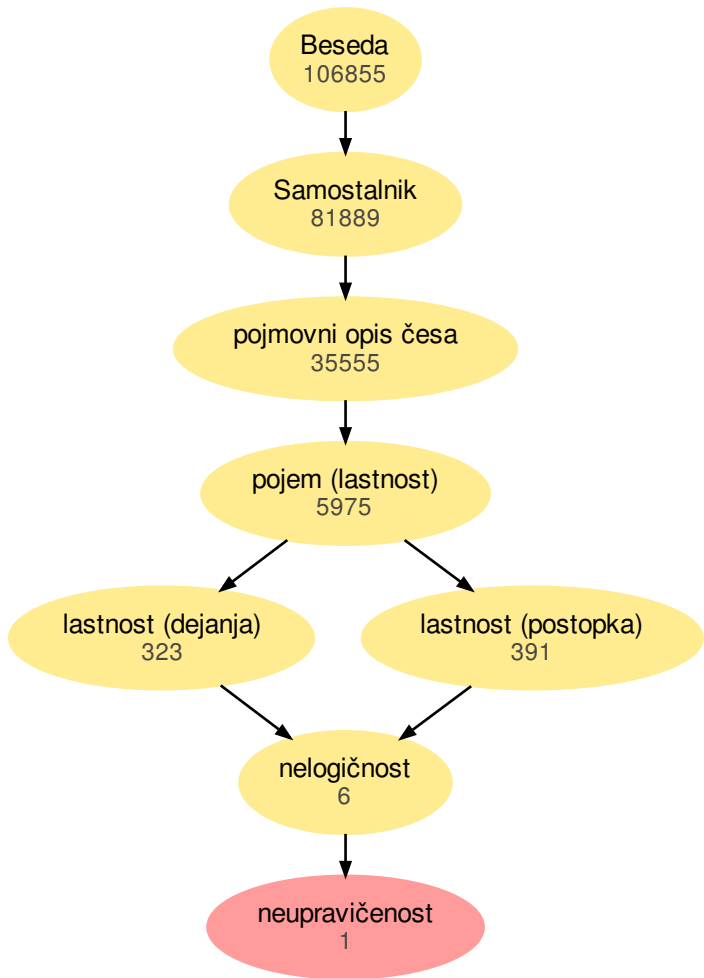 Beseda
106855
Samostalnik
81889
pojmovni opis česa
35555
pojem (lastnost)
5975
lastnost (dejanja)
323
lastnost (postopka)
391
nelogičnost
6
neupravičenost
1